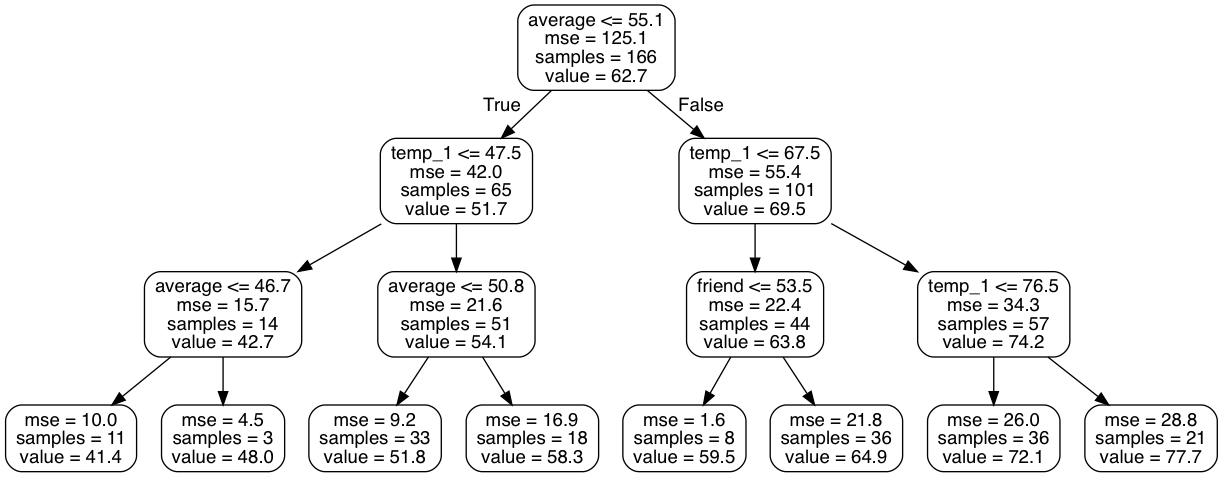 average <= 55.1
mse = 125.1
samples = 166
value = 62.7
True
False
temp_1 <= 47.5
mse = 42.0
samples = 65
value = 51.7
temp_1 <= 67.5
mse = 55.4
samples = 101
value = 69.5
average <= 46.7
mse = 15.7
samples = 14
value = 42.7
average <= 50.8
mse = 21.6
samples = 51
value = 54.1
friend <= 53.5
mse = 22.4
samples = 44
value = 63.8
temp_1 <= 76.5
mse = 34.3
samples = 57
value = 74.2
mse = 10.0
samples = 11
value = 41.4
mse = 4.5
samples = 3
value = 48.0
mse = 9.2
samples = 33
value = 51.8
mse = 16.9
samples = 18
value = 58.3
mse = 1.6
samples = 8
value = 59.5
mse = 21.8
samples = 36
value = 64.9
mse = 26.0
samples = 36
value = 72.1
mse = 28.8
samples = 21
value = 77.7